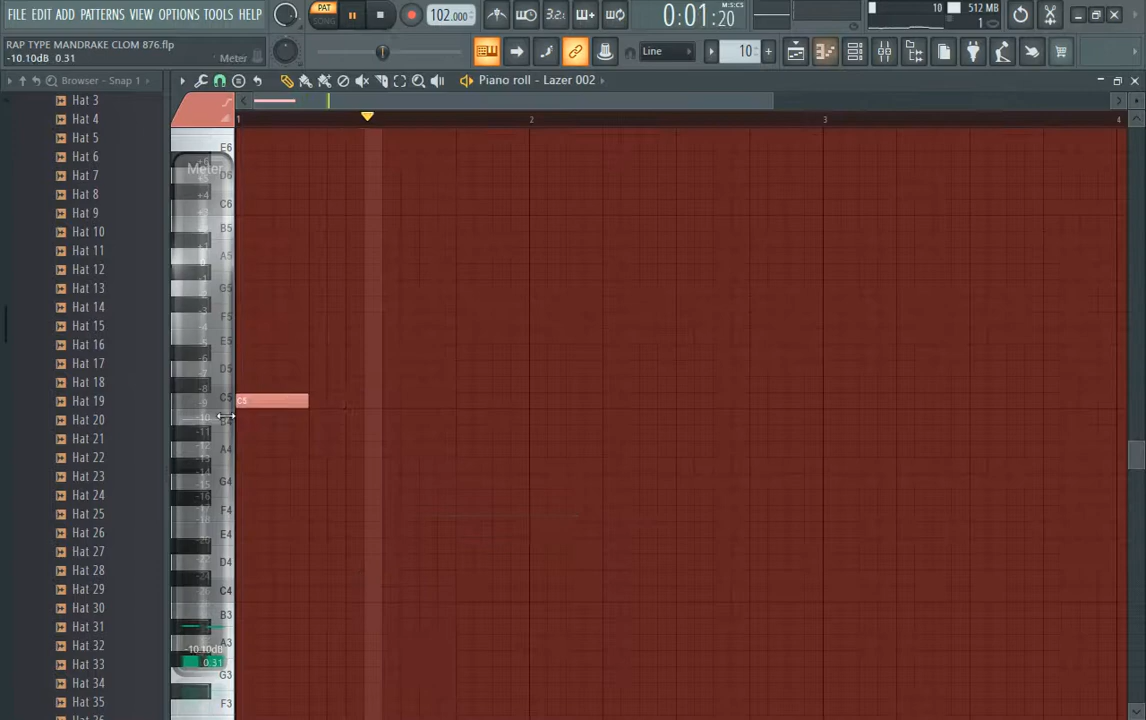 FILE EDIT ADD PATTERNS VIEW OPTIONS TOOLS HELP
PAT
SONG
102.000
3.2
0:01:20
M:S:CS
10
512 MB
1
RAP TYPE MANDRAKE CLOM 876.flp
-10.10dB 0.31
Meter
Line
10
Browser - Snap 1
Piano roll - Lazer 002
1
2
3
4
Hat 3
Hat 4
Hat 5
Hat 6
Hat 7
Hat 8
Hat 9
Hat 10
Hat 11
Hat 12
Hat 13
Hat 14
Hat 15
Hat 16
Hat 17
Hat 18
Hat 19
Hat 20
Hat 21
Hat 22
Hat 23
Hat 24
Hat 25
Hat 26
Hat 27
Hat 28
Hat 29
Hat 30
Hat 31
Hat 32
Hat 33
Hat 34
Hat 35
Meter
E6
D6
C6
B5
A5
G5
F5
E5
D5
C5
B4
A4
G4
F4
E4
D4
C4
B3
A3
G3
F3
C5
-10.10dB
0.31